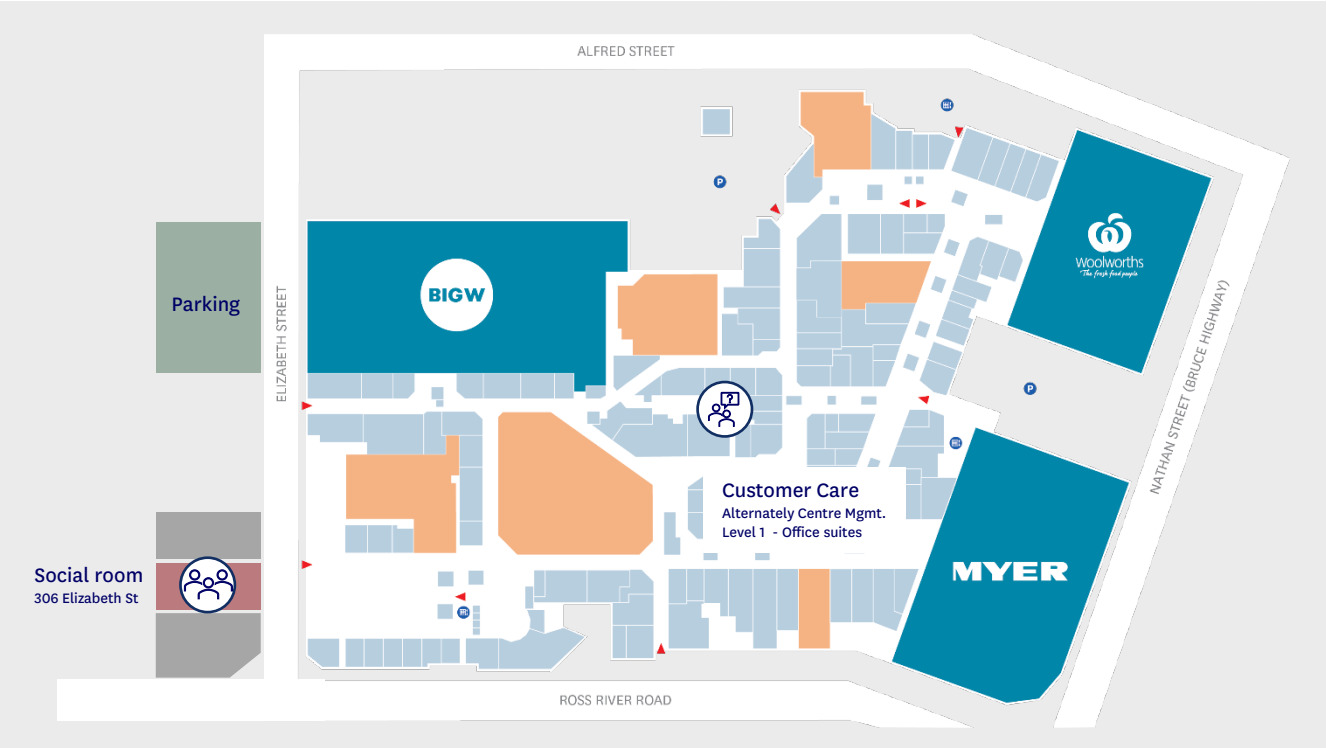 ALFRED STREET
P
Woolworths
The fresh food people
Parking
BIGW
ELIZABETH STREET
P
NATHAN STREET (BRUCE HIGHWAY)
?
Customer Care
Alternately Centre Mgmt.
Level 1 - Office suites
Social room
306 Elizabeth St
MYER
ROSS RIVER ROAD